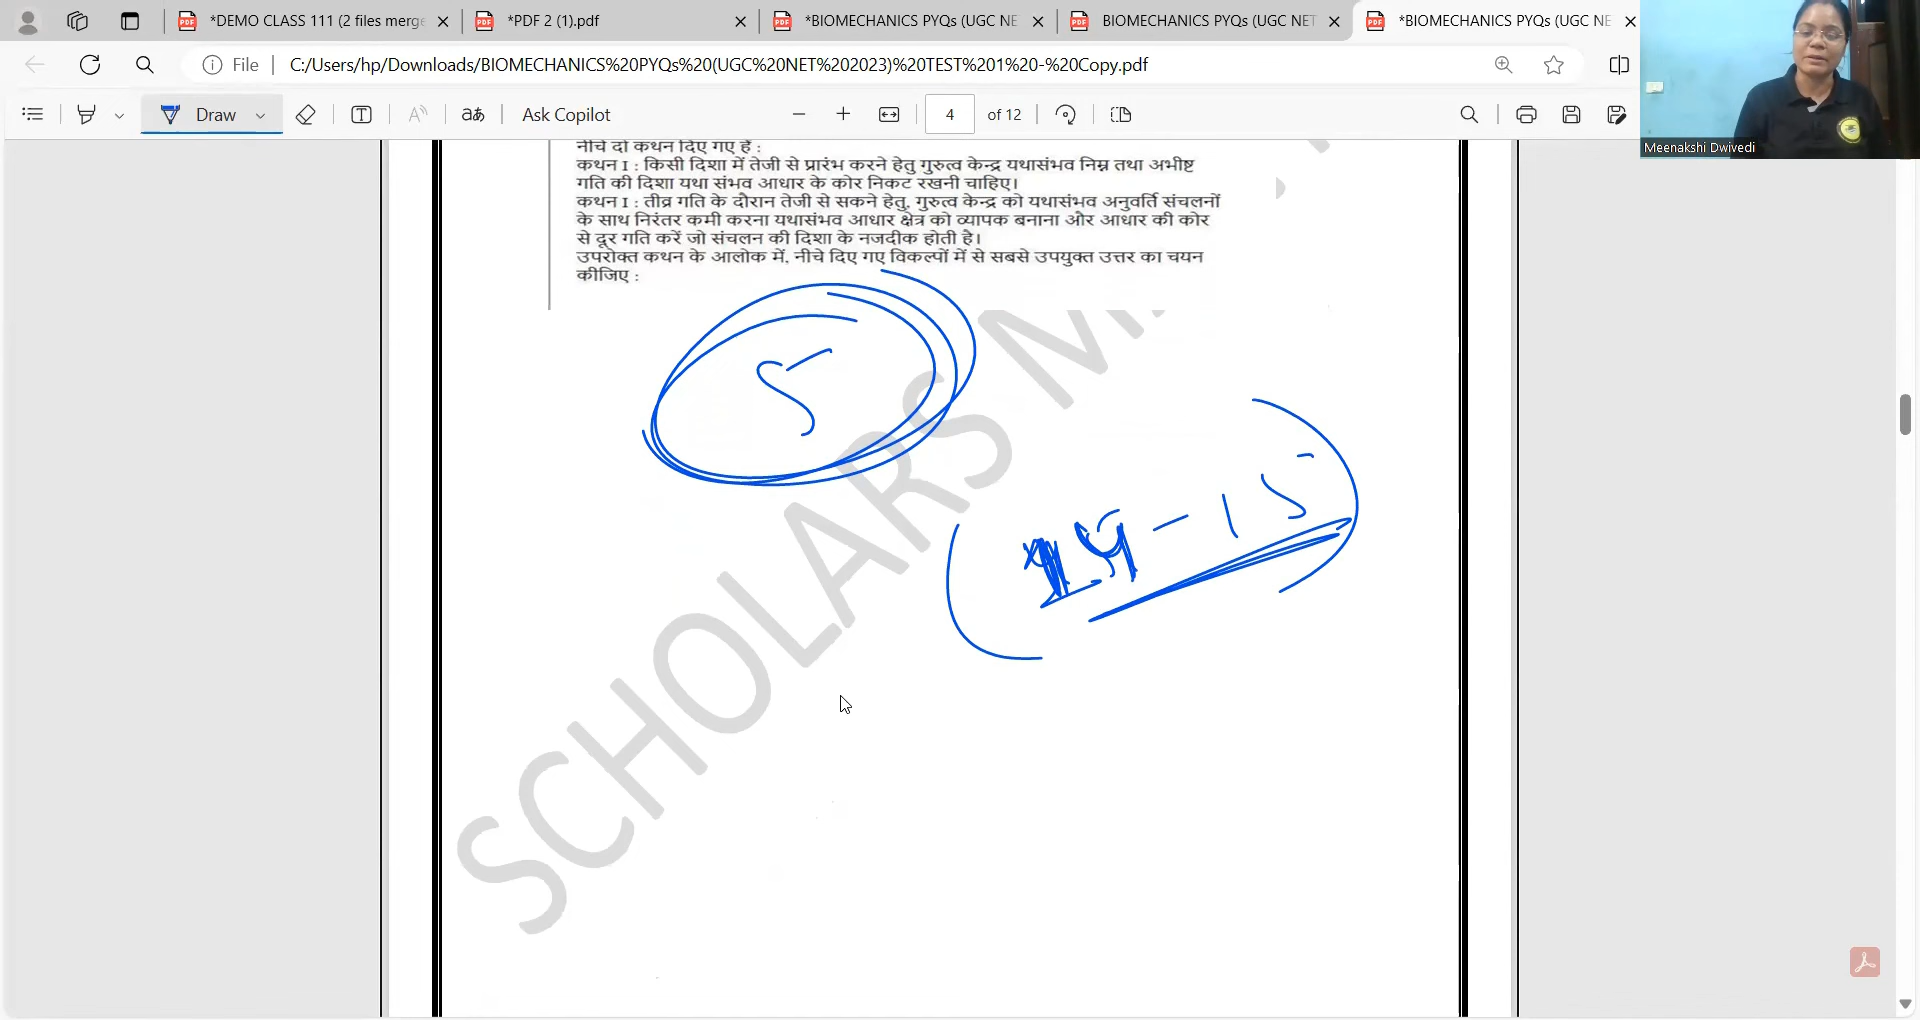 *DEMO CLASS 111 (2 files merge
*PDF 2 (1).pdf
*BIOMECHANICS PYQs (UGC NE
BIOMECHANICS PYQs (UGC NET
*BIOMECHANICS PYQs (UGC NE
File
C:/Users/hp/Downloads/BIOMECHANICS%20PYQs%20(UGC%20NET%202023)%20TEST%201%20-%20Copy.pdf
Draw
aあ
Ask Copilot
4 of 12
Meenakshi Dwivedi
नीचे दो कथन दिए गए हैं :
कथन I : किसी दिशा में तेजी से प्रारंभ करने हेतु गुरुत्व केन्द्र यथासंभव निम्न तथा अभीष्ट
गति की दिशा यथा संभव आधार के कोर निकट रखनी चाहिए।
कथन I : तीव्र गति के दौरान तेजी से सकने हेतु, गुरुत्व केन्द्र को यथासंभव अनुवर्ति संचलनों
के साथ निरंतर कमी करना यथासंभव आधार क्षेत्र को व्यापक बनाना और आधार की कोर
से दूर गति करें जो संचलन की दिशा के नजदीक होती है।
उपरोक्त कथन के आलोक में, नीचे दिए गए विकल्पों में से सबसे उपयुक्त उत्तर का चयन
कीजिए :
5
- 15
SCHOLARS M